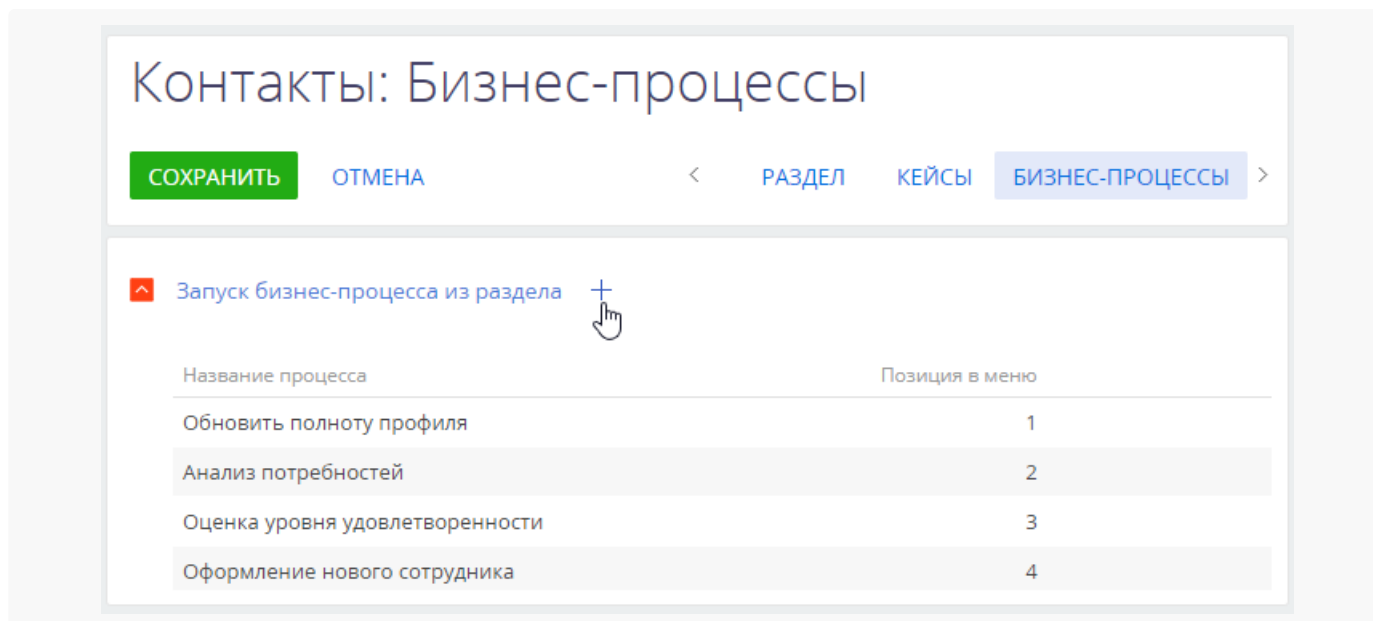 Контакты: Бизнес-процессы
СОХРАНИТЬ ОТМЕНА РАЗДЕЛ КЕЙСЫ БИЗНЕС-ПРОЦЕССЫ
Запуск бизнес-процесса из раздела
Название процесса Позиция в меню
Обновить полноту профиля 1
Анализ потребностей 2
Оценка уровня удовлетворенности 3
Оформление нового сотрудника 4